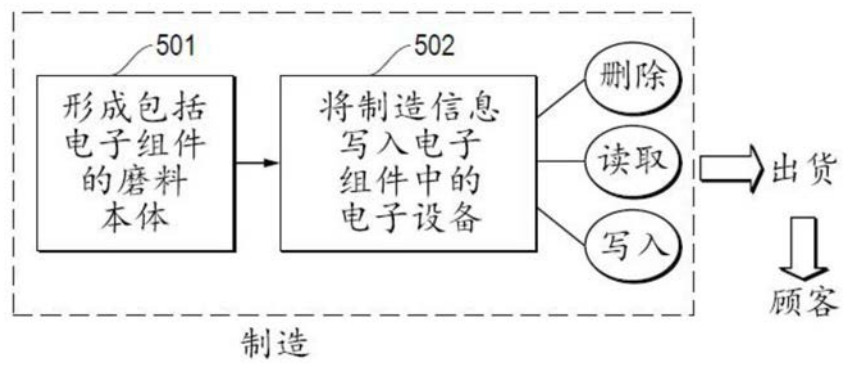 501
形成包括
电子组件
的磨料
本体
502
将制造信息
写入电子
组件中的
电子设备
删除
读取
写入
出货
顾客
制造